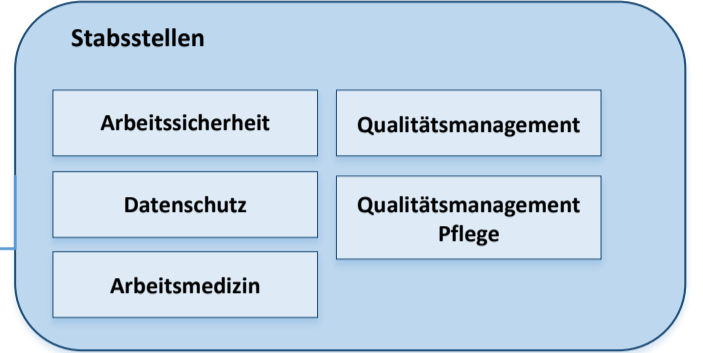 Stabsstellen
Arbeitssicherheit
Qualitätsmanagement
Datenschutz
Qualitätsmanagement
Pflege
Arbeitsmedizin